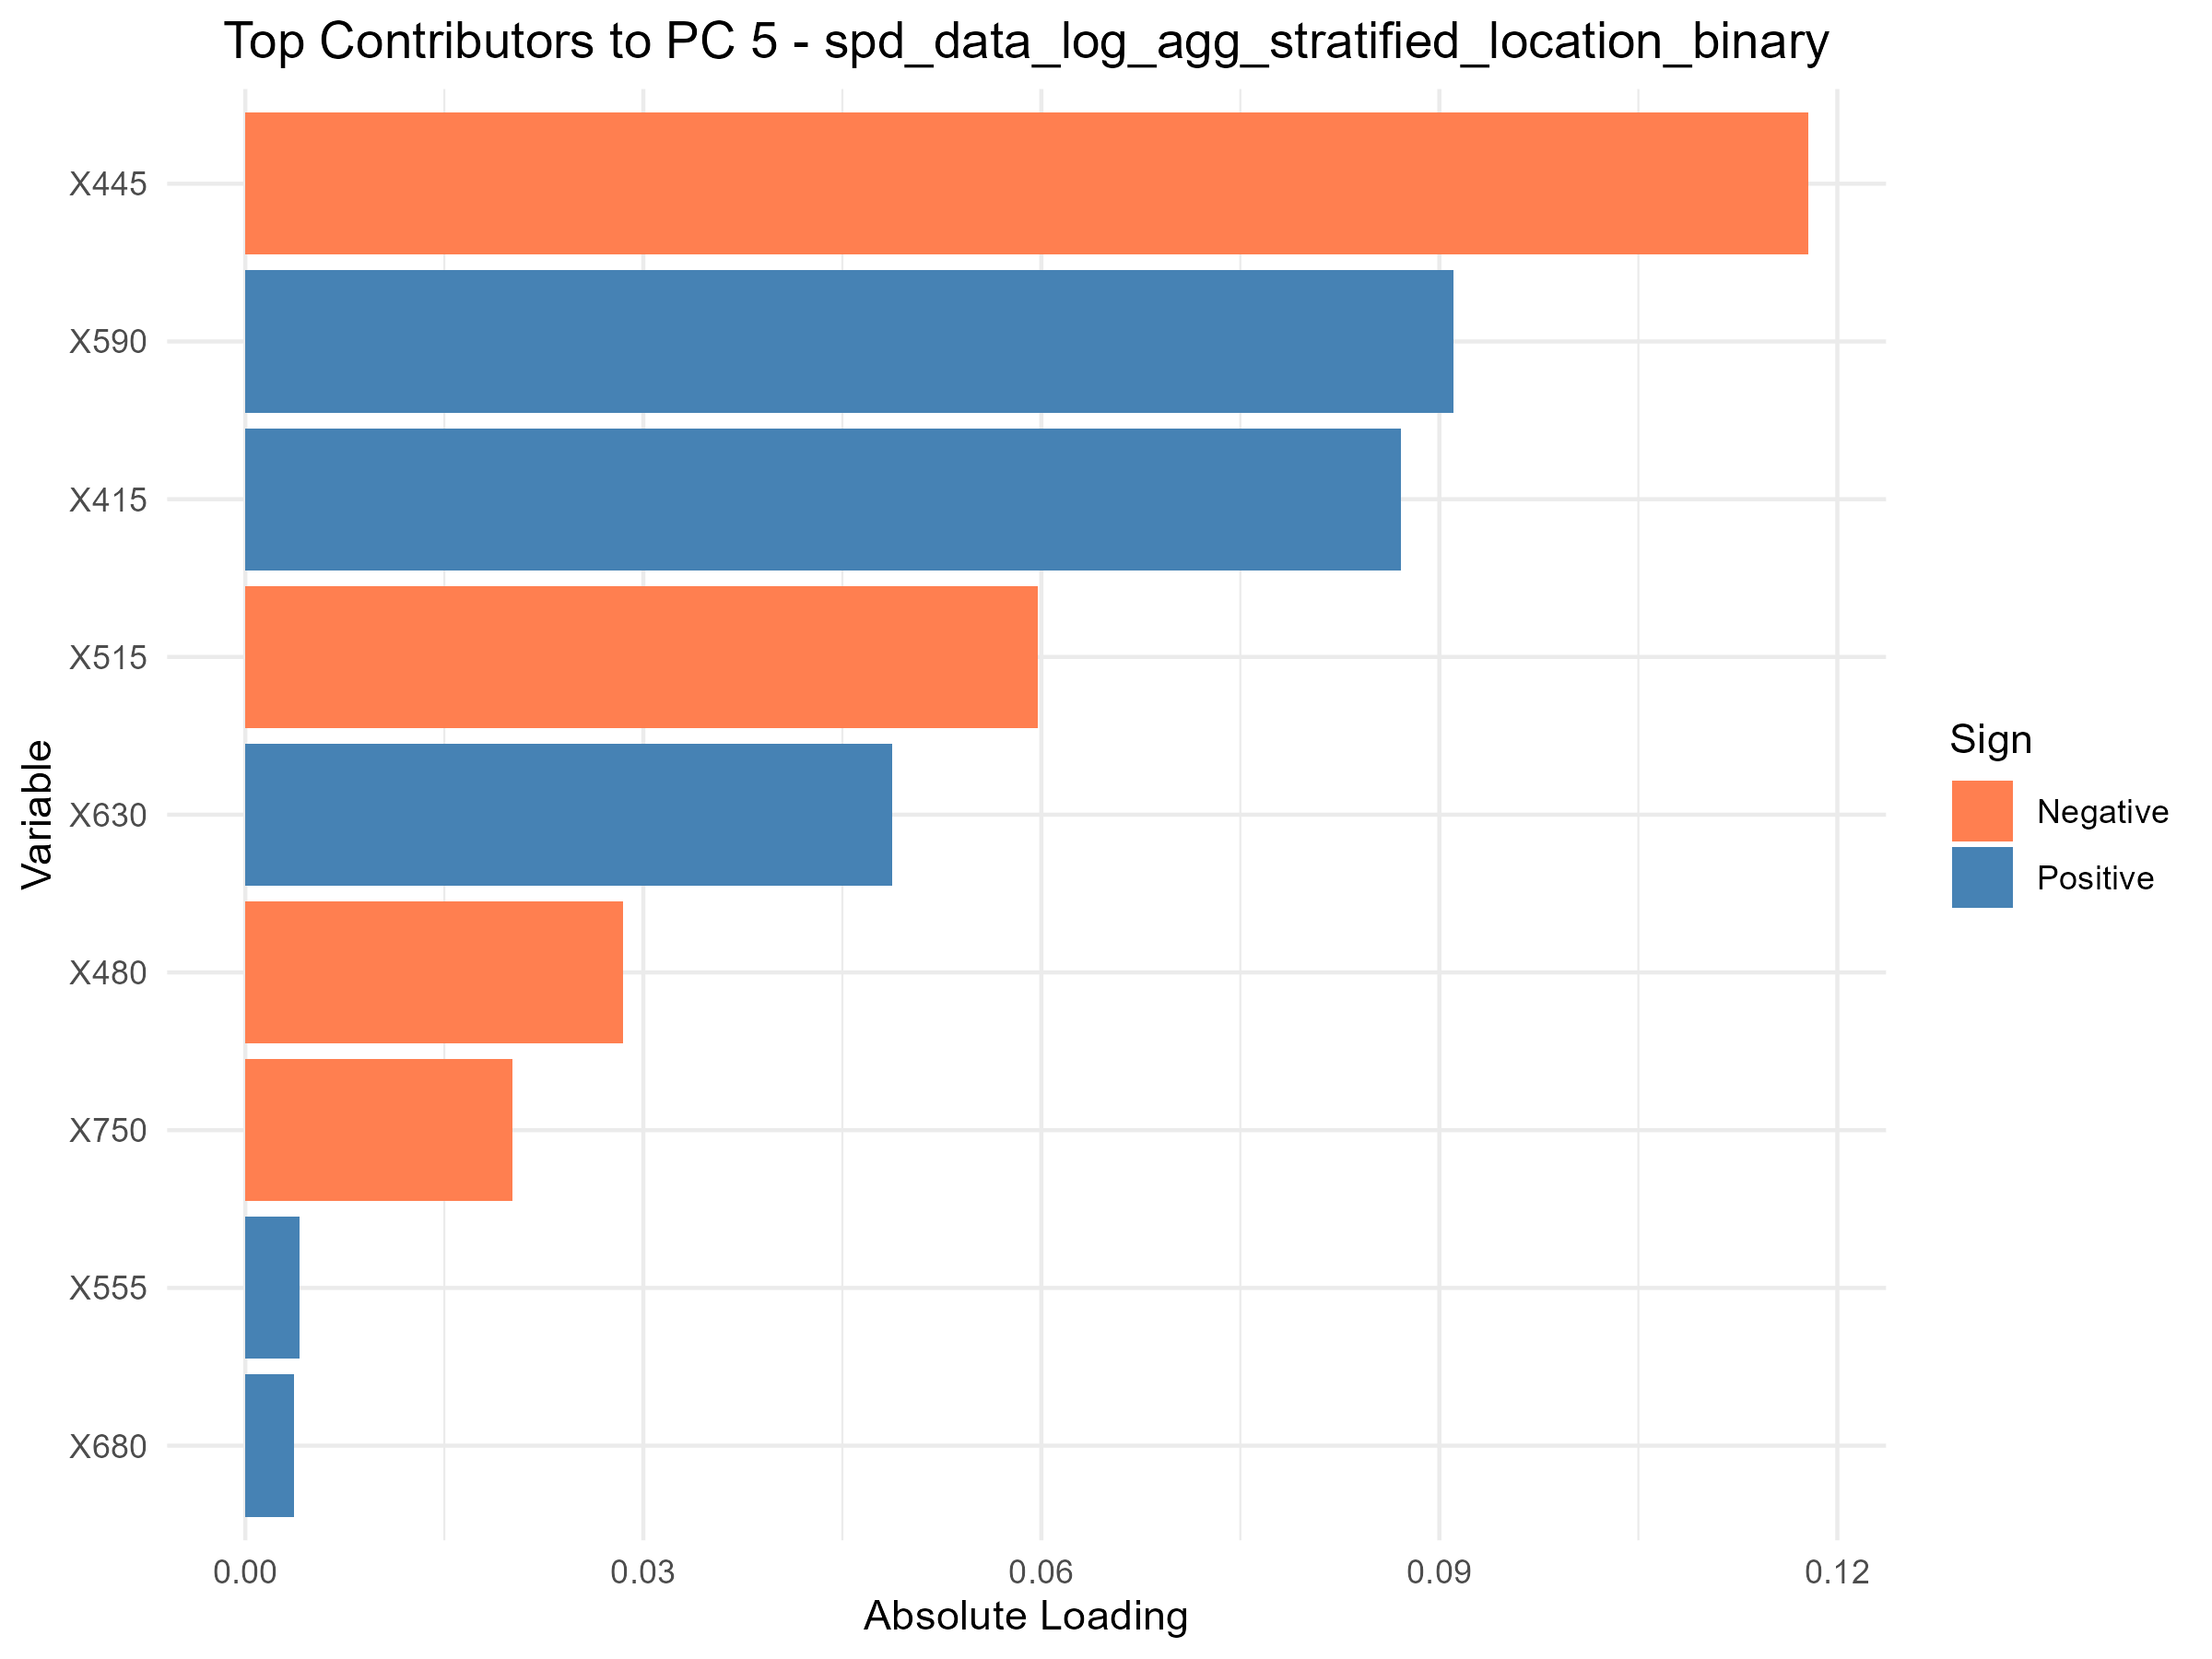 Top Contributors to PC 5 - spd_data_log_agg_stratified_location_binary
Variable
X445
X590
X415
X515
X630
X480
X750
X555
X680
0.00
0.03
0.06
0.09
0.12
Absolute Loading
Sign
Negative
Positive